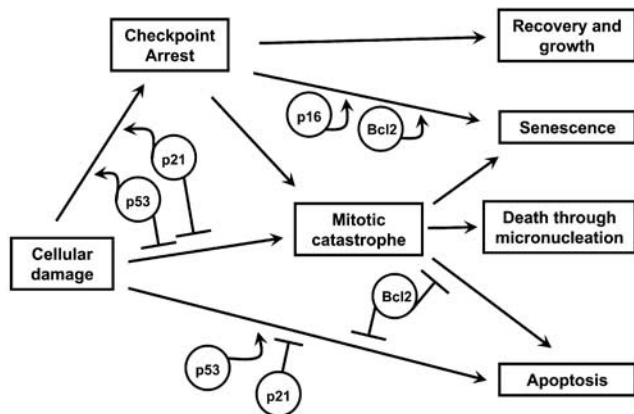 Checkpoint
Arrest
Recovery and
growth
p16
Bcl2
Senescence
p21
p53
Mitotic
catastrophe
Death through
micronucleation
Cellular
damage
Bcl2
p53
p21
Apoptosis